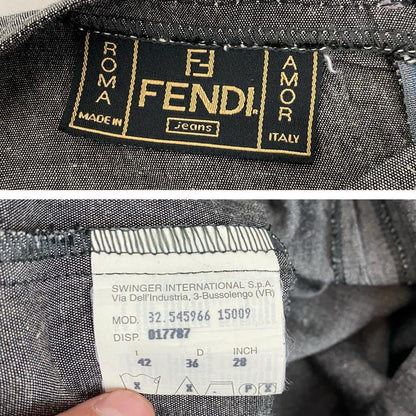 ROMA
FENDI
jeans
AMOR
MADE IN
ITALY
SWINGER INTERNATIONAL S.p.A.
Via Dell'Industria, 3-Bussolengo (VR)
MOD. 32.545966 15009
DISP. 017787
I D INCH
42 36 28